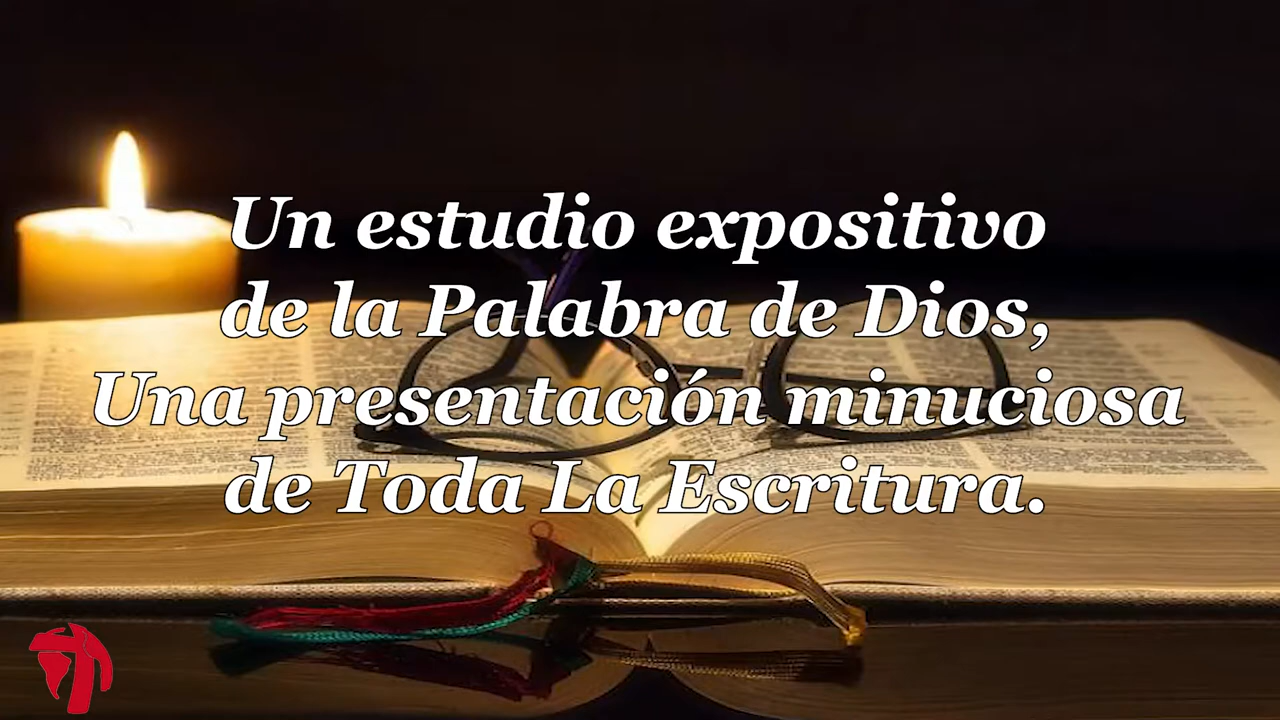 Un estudio expositivo
de la Palabra de Dios,
Una presentación minuciosa
de Toda La Escritura.